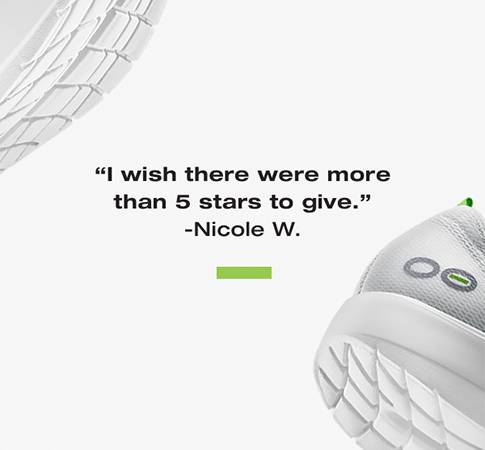 “I wish there were more
than 5 stars to give.”
-Nicole W.